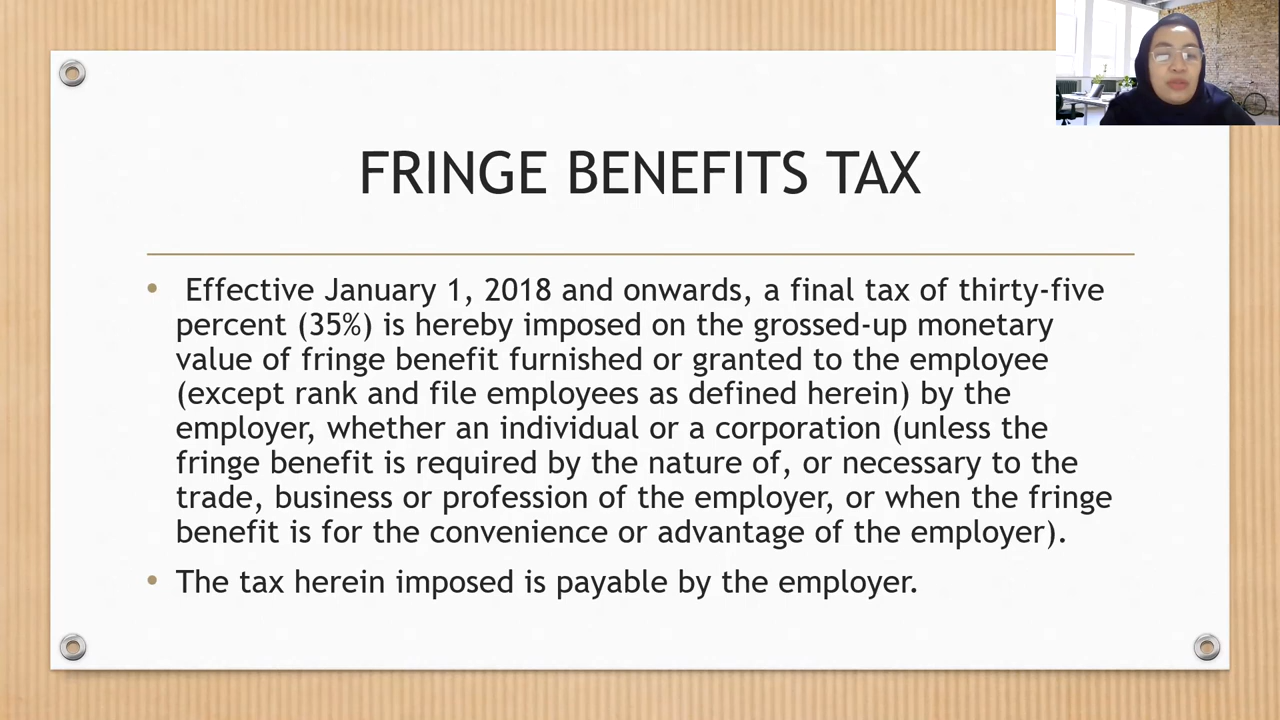 FRINGE BENEFITS TAX
• Effective January 1, 2018 and onwards, a final tax of thirty-five
percent (35%) is hereby imposed on the grossed-up monetary
value of fringe benefit furnished or granted to the employee
(except rank and file employees as defined herein) by the
employer, whether an individual or a corporation (unless the
fringe benefit is required by the nature of, or necessary to the
trade, business or profession of the employer, or when the fringe
benefit is for the convenience or advantage of the employer).
• The tax herein imposed is payable by the employer.